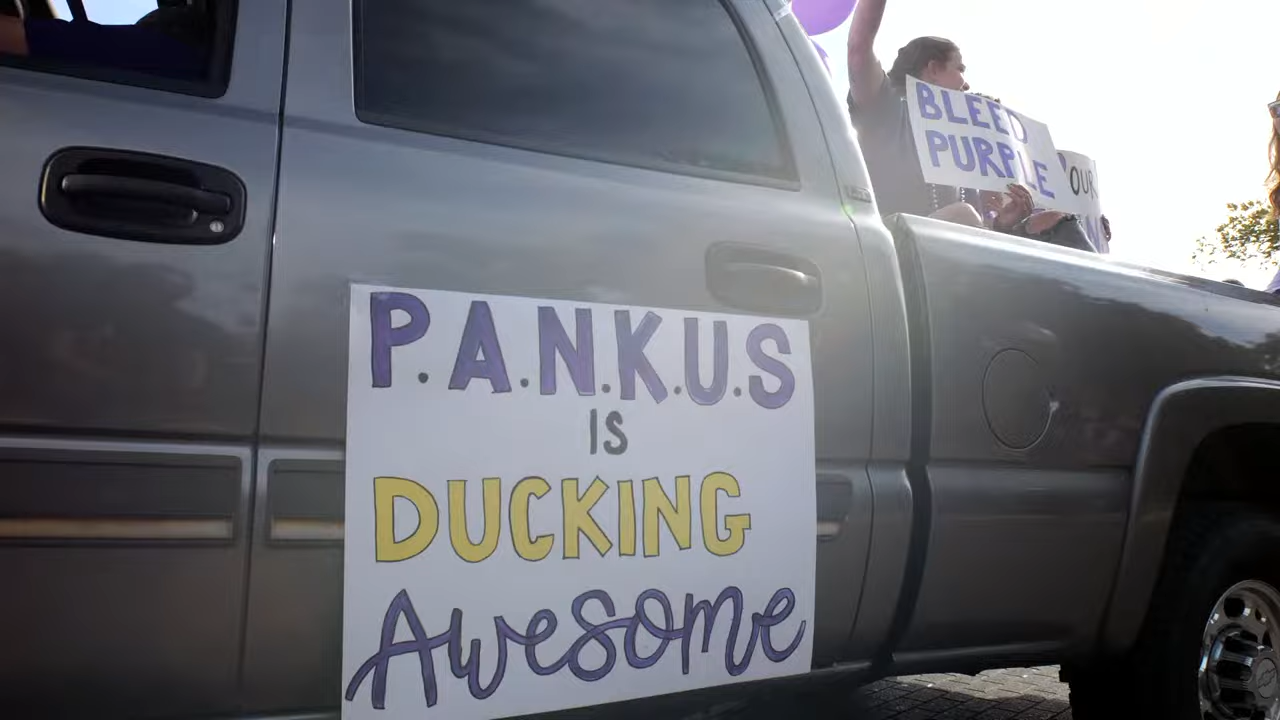 P.A.N.K.U.S
IS
DUCKING
Awesome
BLEED
PURPLE
OUR